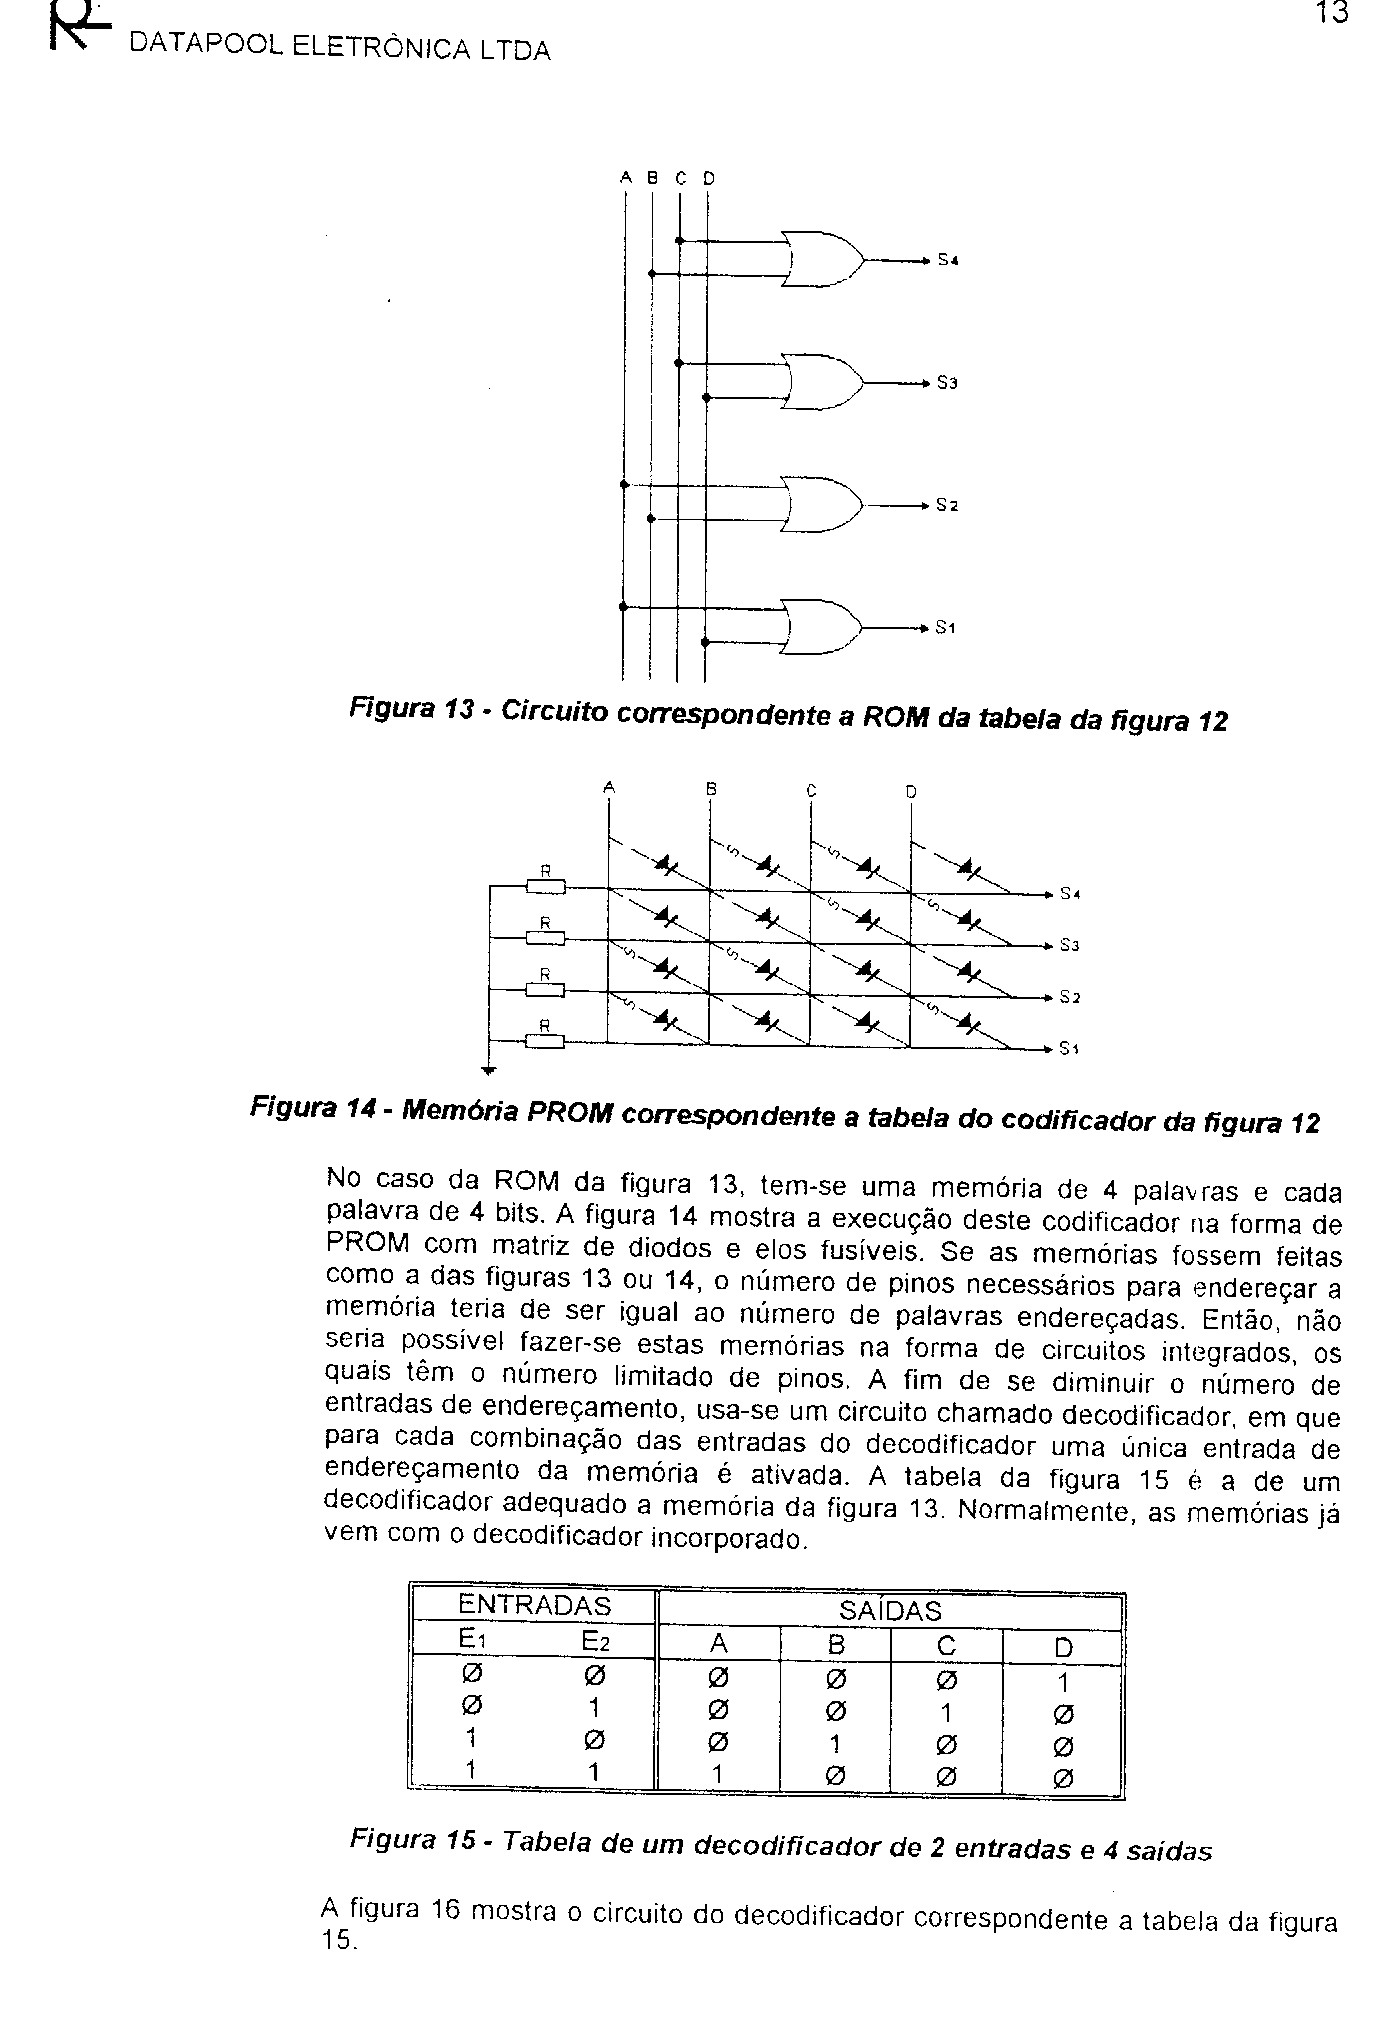 13
DATAPOOL ELETRÔNICA LTDA
A B C D
S4
S3
S2
S1
Figura 13 - Circuito correspondente a ROM da tabela da figura 12
A B C D
R S4
R S3
R S2
R S1
Figura 14 - Memória PROM correspondente a tabela do codificador da figura 12
No caso da ROM da figura 13, tem-se uma memória de 4 palavras e cada
palavra de 4 bits. A figura 14 mostra a execução deste codificador na forma de
PROM com matriz de diodos e elos fusíveis. Se as memórias fossem feitas
como a das figuras 13 ou 14, o número de pinos necessários para endereçar a
memória teria de ser igual ao número de palavras endereçadas. Então, não
seria possível fazer-se estas memórias na forma de circuitos integrados, os
quais têm o número limitado de pinos. A fim de se diminuir o número de
entradas de endereçamento, usa-se um circuito chamado decodificador, em que
para cada combinação das entradas do decodificador uma única entrada de
endereçamento da memória é ativada. A tabela da figura 15 é a de um
decodificador adequado a memória da figura 13. Normalmente, as memórias já
vem com o decodificador incorporado.
ENTRADAS SAÍDAS
E1 E2 A B C D
Ø Ø Ø Ø Ø 1
Ø 1 Ø Ø 1 Ø
1 Ø Ø 1 Ø Ø
1 1 1 Ø Ø Ø
Figura 15 - Tabela de um decodificador de 2 entradas e 4 saídas
A figura 16 mostra o circuito do decodificador correspondente a tabela da figura
15.